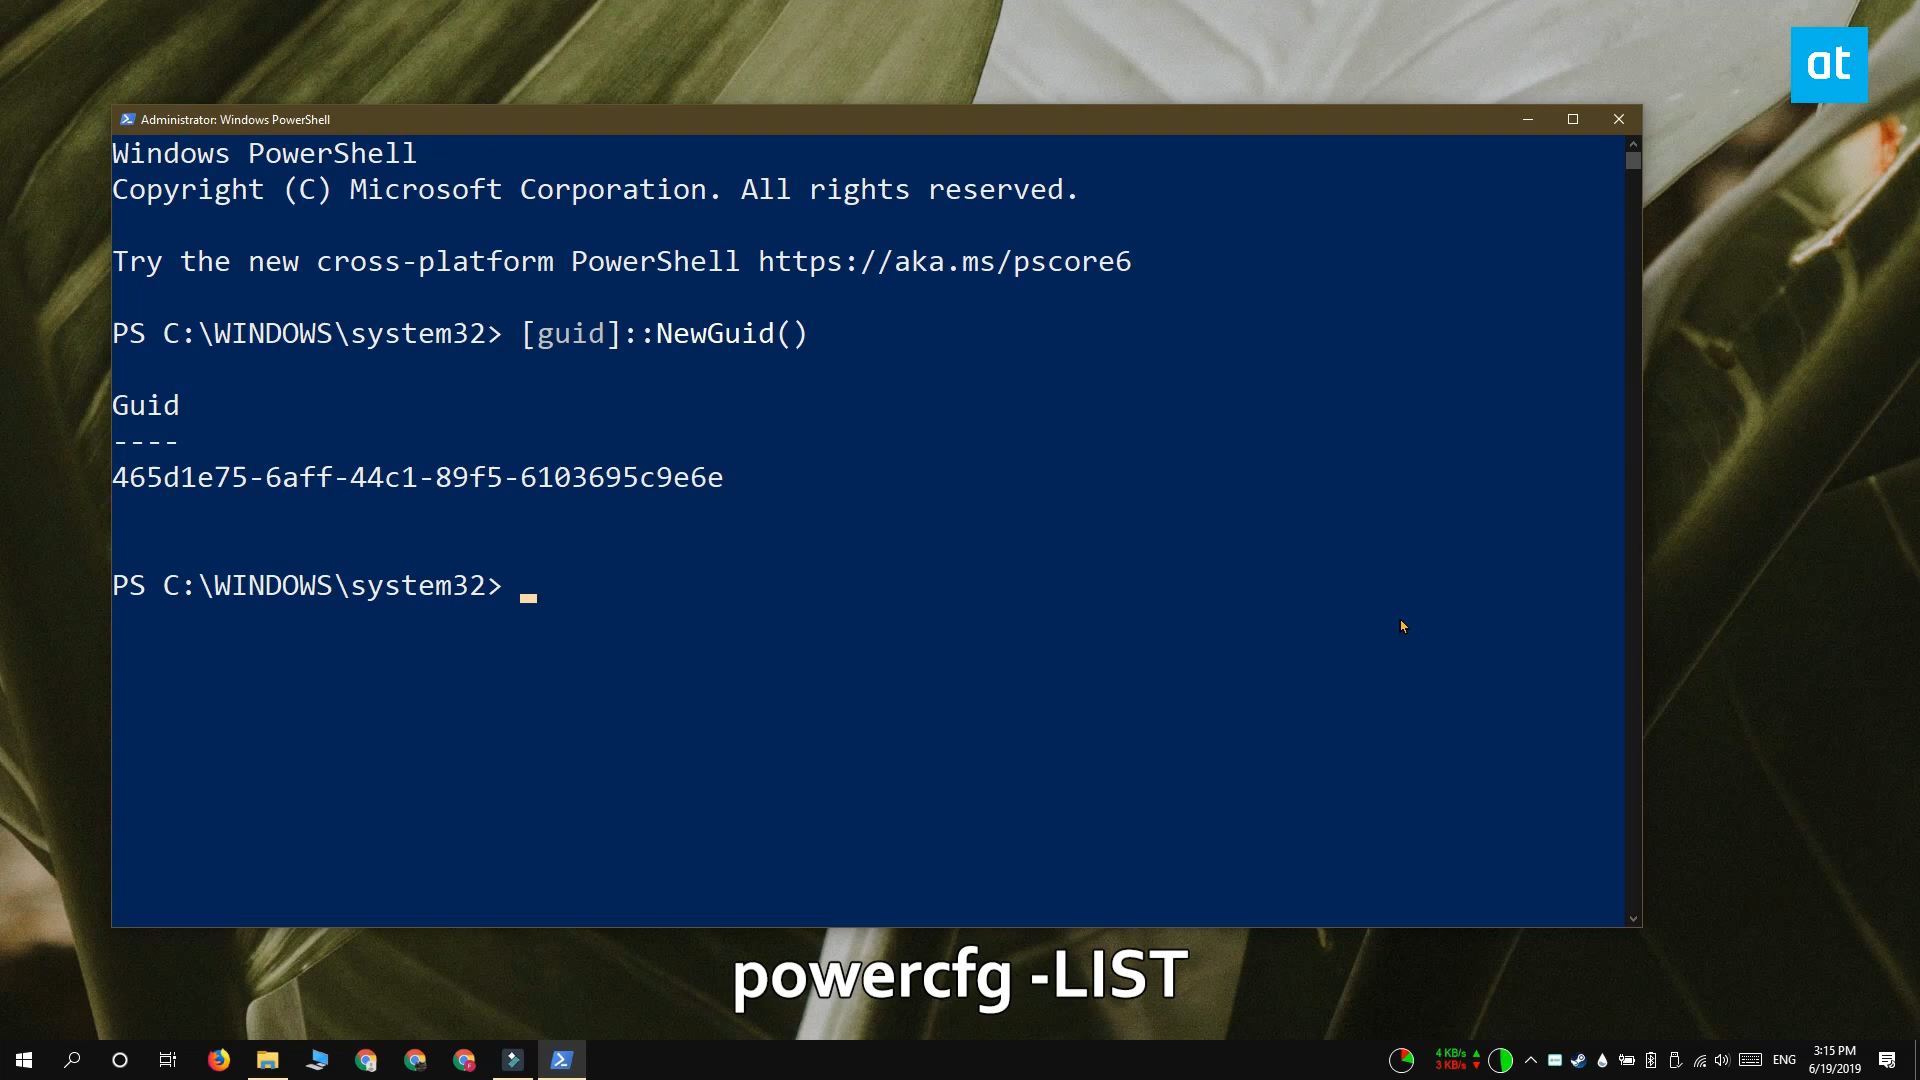 at
Administrator: Windows PowerShell
Windows PowerShell
Copyright (C) Microsoft Corporation. All rights reserved.
Try the new cross-platform PowerShell https://aka.ms/pscore6
PS C:\WINDOWS\system32> [guid]::NewGuid()
Guid
----
465d1e75-6aff-44c1-89f5-6103695c9e6e
PS C:\WINDOWS\system32>
powercfg -LIST
4 KB/s
3 KB/s
ENG
3:15 PM
6/19/2019